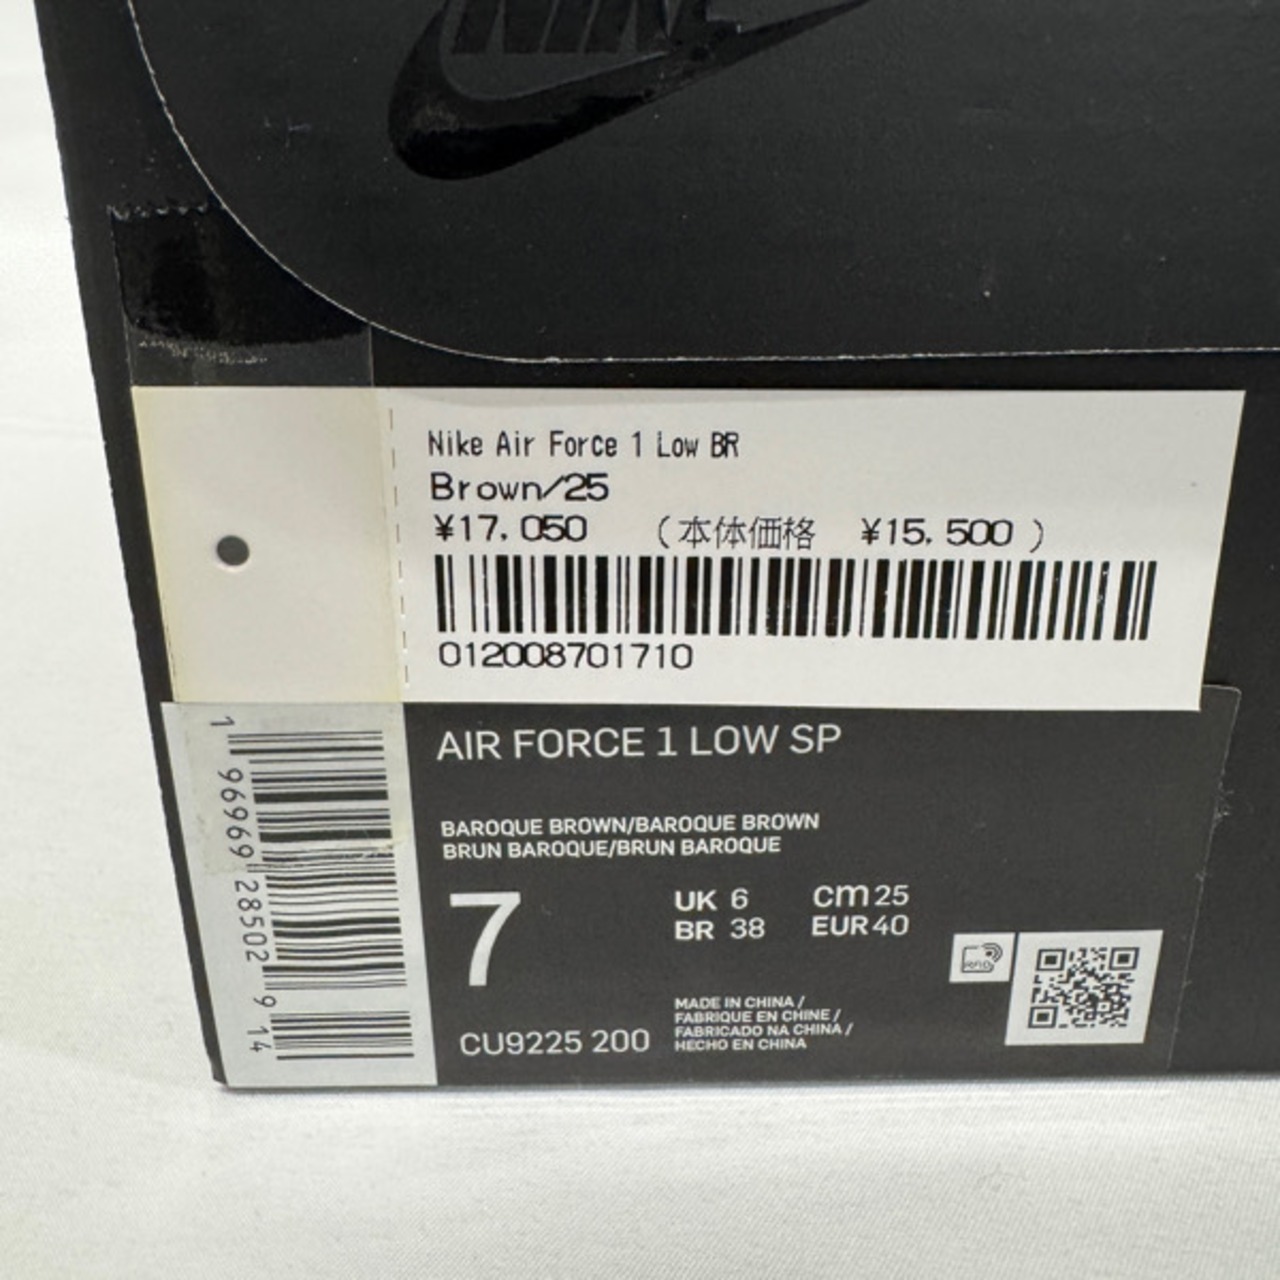 NIKE
Nike Air Force 1 Low BR
Brown/25
¥17,050 (本体価格 ¥15,500)
012008701710
AIR FORCE 1 LOW SP
BAROQUE BROWN/BAROQUE BROWN
BRUN BAROQUE/BRUN BAROQUE
7
UK 6 cm 25
BR 38 EUR 40
RFID
MADE IN CHINA /
FABRIQUE EN CHINE /
FABRICADO NA CHINA /
HECHO EN CHINA
CU9225 200
1 96969 28502 9 14